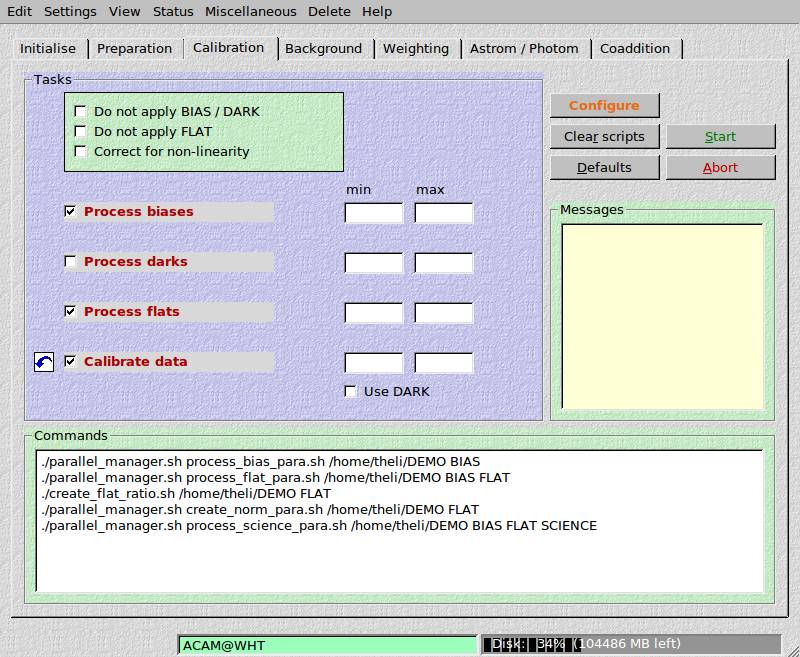 Edit Settings View Status Miscellaneous Delete Help
Initialise Preparation Calibration Background Weighting Astrom / Photom Coaddition
Tasks
Do not apply BIAS / DARK
Do not apply FLAT
Correct for non-linearity
min max
Process biases
Process darks
Process flats
Calibrate data
Use DARK
Configure
Clear scripts Start
Defaults Abort
Messages
Commands
./parallel_manager.sh process_bias_para.sh /home/theli/DEMO BIAS
./parallel_manager.sh process_flat_para.sh /home/theli/DEMO BIAS FLAT
./create_flat_ratio.sh /home/theli/DEMO FLAT
./parallel_manager.sh create_norm_para.sh /home/theli/DEMO FLAT
./parallel_manager.sh process_science_para.sh /home/theli/DEMO BIAS FLAT SCIENCE
ACAM@WHT Disk: 34% (104486 MB left)